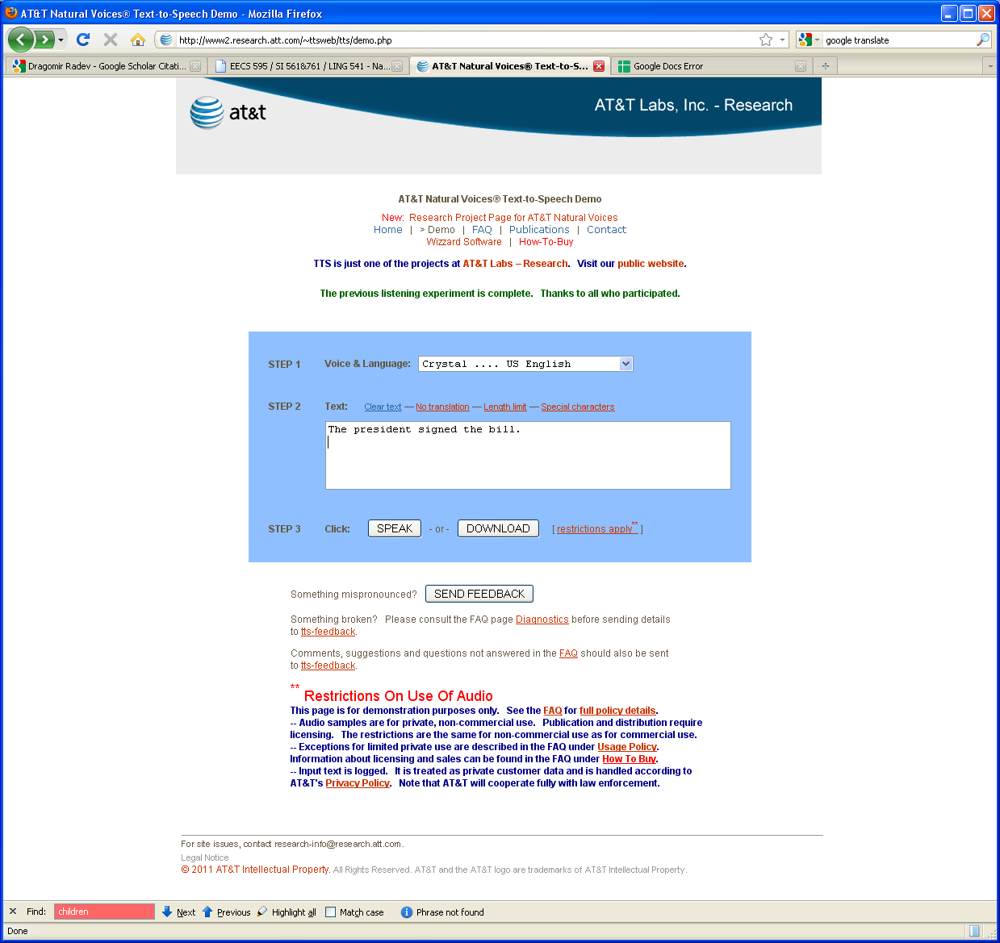 AT&T Natural Voices® Text-to-Speech Demo - Mozilla Firefox
http://www2.research.att.com/~ttsweb/tts/demo.php
google translate
Dragomir Radev - Google Scholar Citati...
EECS 595 / SI 561&761 / LING 541 - Na...
AT&T Natural Voices® Text-to-S...
Google Docs Error
at&t
AT&T Labs, Inc. - Research
AT&T Natural Voices® Text-to-Speech Demo
New: Research Project Page for AT&T Natural Voices
Home | > Demo | FAQ | Publications | Contact
Wizzard Software | How-To-Buy
TTS is just one of the projects at AT&T Labs – Research. Visit our public website.
The previous listening experiment is complete. Thanks to all who participated.
STEP 1 Voice & Language: Crystal .... US English
STEP 2 Text: Clear text — No translation — Length limit — Special characters
The president signed the bill.
STEP 3 Click: SPEAK - or - DOWNLOAD [ restrictions apply** ]
Something mispronounced? SEND FEEDBACK
Something broken? Please consult the FAQ page Diagnostics before sending details
to tts-feedback.
Comments, suggestions and questions not answered in the FAQ should also be sent
to tts-feedback.
** Restrictions On Use Of Audio
This page is for demonstration purposes only. See the FAQ for full policy details.
-- Audio samples are for private, non-commercial use. Publication and distribution require
licensing. The restrictions are the same for non-commercial use as for commercial use.
-- Exceptions for limited private use are described in the FAQ under Usage Policy.
Information about licensing and sales can be found in the FAQ under How To Buy.
-- Input text is logged. It is treated as private customer data and is handled according to
AT&T's Privacy Policy. Note that AT&T will cooperate fully with law enforcement.
For site issues, contact research-info@research.att.com.
Legal Notice
© 2011 AT&T Intellectual Property. All Rights Reserved. AT&T and the AT&T logo are trademarks of AT&T Intellectual Property.
Find: children Next Previous Highlight all Match case Phrase not found
Done